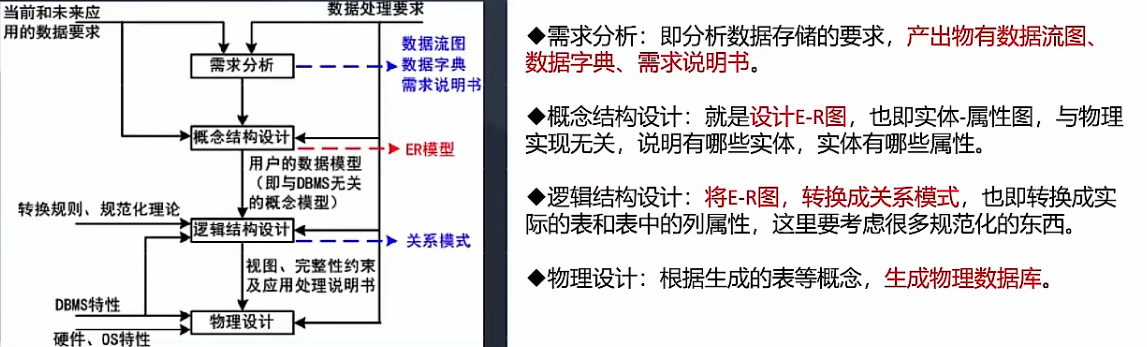 当前和未来应
用的数据要求
数据处理要求
需求分析
数据流图
数据字典
需求说明书
概念结构设计
ER模型
用户的数据模型
（即与DBMS无关
的概念模型）
转换规则、规范化理论
逻辑结构设计
关系模式
视图、完整性约束
及应用处理说明书
DBMS特性
物理设计
硬件、OS特性
◆需求分析：即分析数据存储的要求，产出物有数据流图、
数据字典、需求说明书。
◆概念结构设计：就是设计E-R图，也即实体-属性图，与物理
实现无关，说明有哪些实体，实体有哪些属性。
◆逻辑结构设计：将E-R图，转换成关系模式，也即转换成实
际的表和表中的列属性，这里要考虑很多规范化的东西。
◆物理设计：根据生成的表等概念，生成物理数据库。